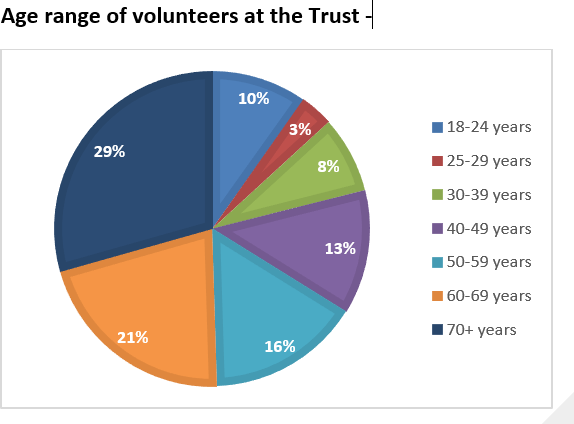 Age range of volunteers at the Trust -
10%
3%
8%
13%
16%
21%
29%
18-24 years
25-29 years
30-39 years
40-49 years
50-59 years
60-69 years
70+ years